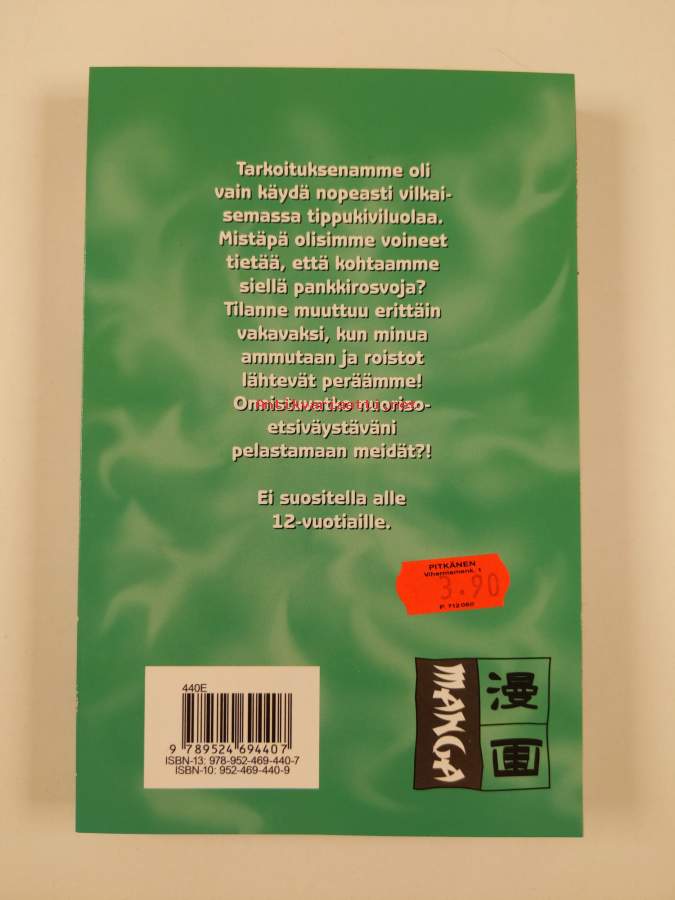 Tarkoituksenamme oli
vain käydä nopeasti vilkai-
semassa tippukiviluolaa.
Mistäpä olisimme voineet
tietää, että kohtaamme
siellä pankkirosvoja?
Tilanne muuttuu erittäin
vakavaksi, kun minua
ammutaan ja roistot
lähtevät peräämme!
Onnistuvatko nuoriso-
etsiväystäväni
pelastamaan meidät?!
Ei suositella alle
12-vuotiaille.
PITKÄNEN
3.90
440E
9 789524 694407
ISBN-13: 978-952-469-440-7
ISBN-10: 952-469-440-9
MANGA
漫
画